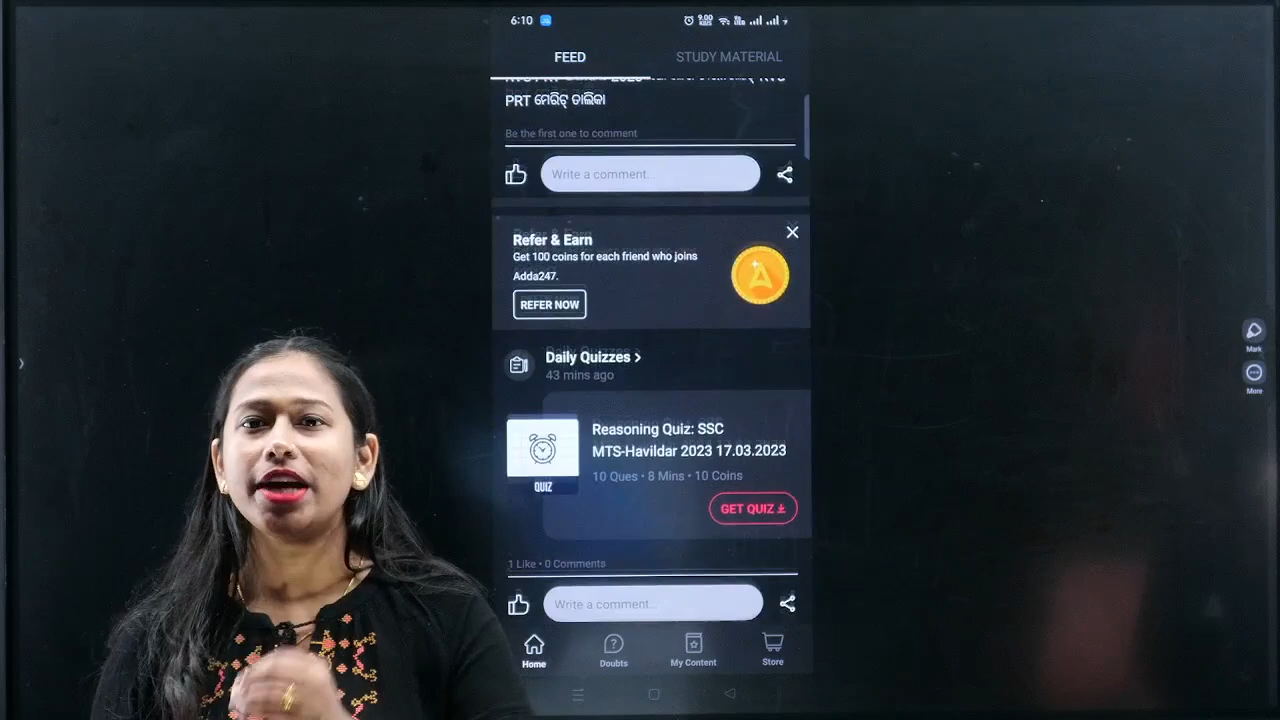 6:10
9.00
KB/S
FEED
STUDY MATERIAL
PRT ମେରିଟ୍ ତାଲିକା
Be the first one to comment
Write a comment..
Refer & Earn
Get 100 coins for each friend who joins
Adda247.
REFER NOW
Daily Quizzes >
43 mins ago
Reasoning Quiz: SSC
MTS-Havildar 2023 17.03.2023
10 Ques • 8 Mins • 10 Coins
QUIZ
GET QUIZ
1 Like • 0 Comments
Write a comment..
Home
Doubts
My Content
Store
Mark
More